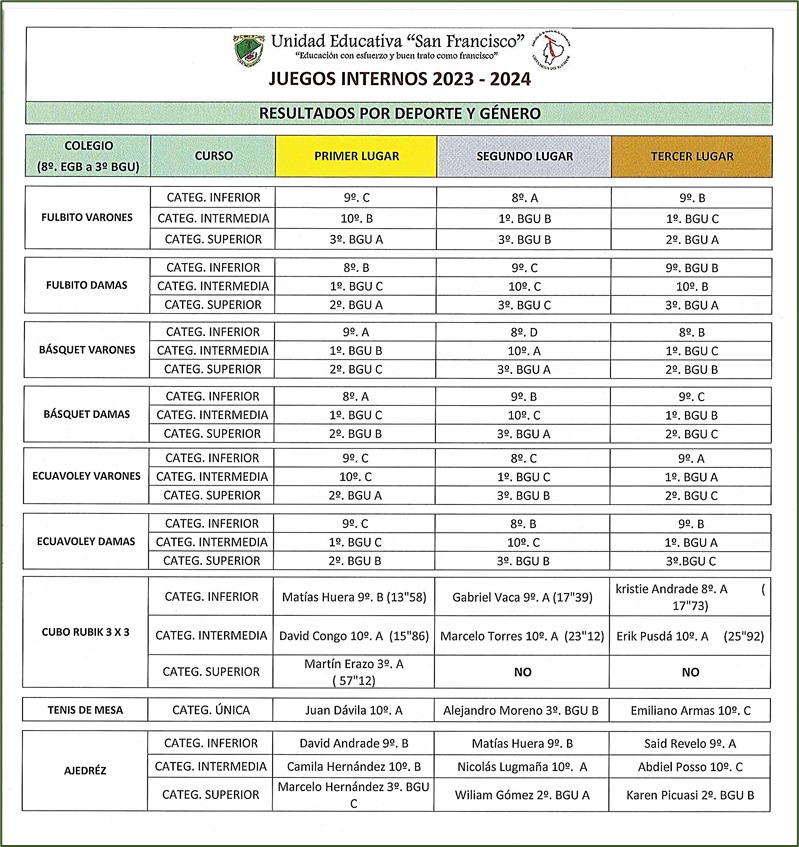 Unidad Educativa "San Francisco"
"Educación con esfuerzo y buen trato como francisco"
JUEGOS INTERNOS 2023 - 2024
RESULTADOS POR DEPORTE Y GÉNERO
COLEGIO (8º. EGB a 3º BGU) CURSO PRIMER LUGAR SEGUNDO LUGAR TERCER LUGAR
FULBITO VARONES
CATEG. INFERIOR 9º. C 8º. A 9º. B
CATEG. INTERMEDIA 10º. B 1º. BGU B 1º. BGU C
CATEG. SUPERIOR 3º. BGU A 3º. BGU B 2º. BGU A
FULBITO DAMAS
CATEG. INFERIOR 8º. B 9º. C 9º. BGU B
CATEG. INTERMEDIA 1º. BGU C 10º. C 10º. B
CATEG. SUPERIOR 2º. BGU A 3º. BGU C 3º. BGU A
BÁSQUET VARONES
CATEG. INFERIOR 9º. A 8º. D 8º. B
CATEG. INTERMEDIA 1º. BGU B 10º. A 1º. BGU C
CATEG. SUPERIOR 2º. BGU C 3º. BGU A 2º. BGU B
BÁSQUET DAMAS
CATEG. INFERIOR 8º. A 9º. B 9º. C
CATEG. INTERMEDIA 1º. BGU C 10º. C 1º. BGU B
CATEG. SUPERIOR 2º. BGU B 3º. BGU A 2º. BGU C
ECUAVOLEY VARONES
CATEG. INFERIOR 9º. C 8º. C 9º. A
CATEG. INTERMEDIA 10º. C 1º. BGU C 1º. BGU A
CATEG. SUPERIOR 2º. BGU A 3º. BGU B 2º. BGU C
ECUAVOLEY DAMAS
CATEG. INFERIOR 9º. C 8º. B 9º. B
CATEG. INTERMEDIA 1º. BGU C 10º. C 1º. BGU A
CATEG. SUPERIOR 2º. BGU B 3º. BGU B 3º.BGU C
CUBO RUBIK 3 X 3
CATEG. INFERIOR Matías Huera 9º. B (13"58) Gabriel Vaca 9º. A (17"39) kristie Andrade 8º. A ( 17"73)
CATEG. INTERMEDIA David Congo 10º. A (15"86) Marcelo Torres 10º. A (23"12) Erik Pusdá 10º. A (25"92)
CATEG. SUPERIOR Martín Erazo 3º. A ( 57"12) NO NO
TENIS DE MESA CATEG. ÚNICA Juan Dávila 10º. A Alejandro Moreno 3º. BGU B Emiliano Armas 10º. C
AJEDRÉZ
CATEG. INFERIOR David Andrade 9º. B Matías Huera 9º. B Said Revelo 9º. A
CATEG. INTERMEDIA Camila Hernández 10º. B Nicolás Lugmaña 10º. A Abdiel Posso 10º. C
CATEG. SUPERIOR Marcelo Hernández 3º. BGU C Wiliam Gómez 2º. BGU A Karen Picuasi 2º. BGU B